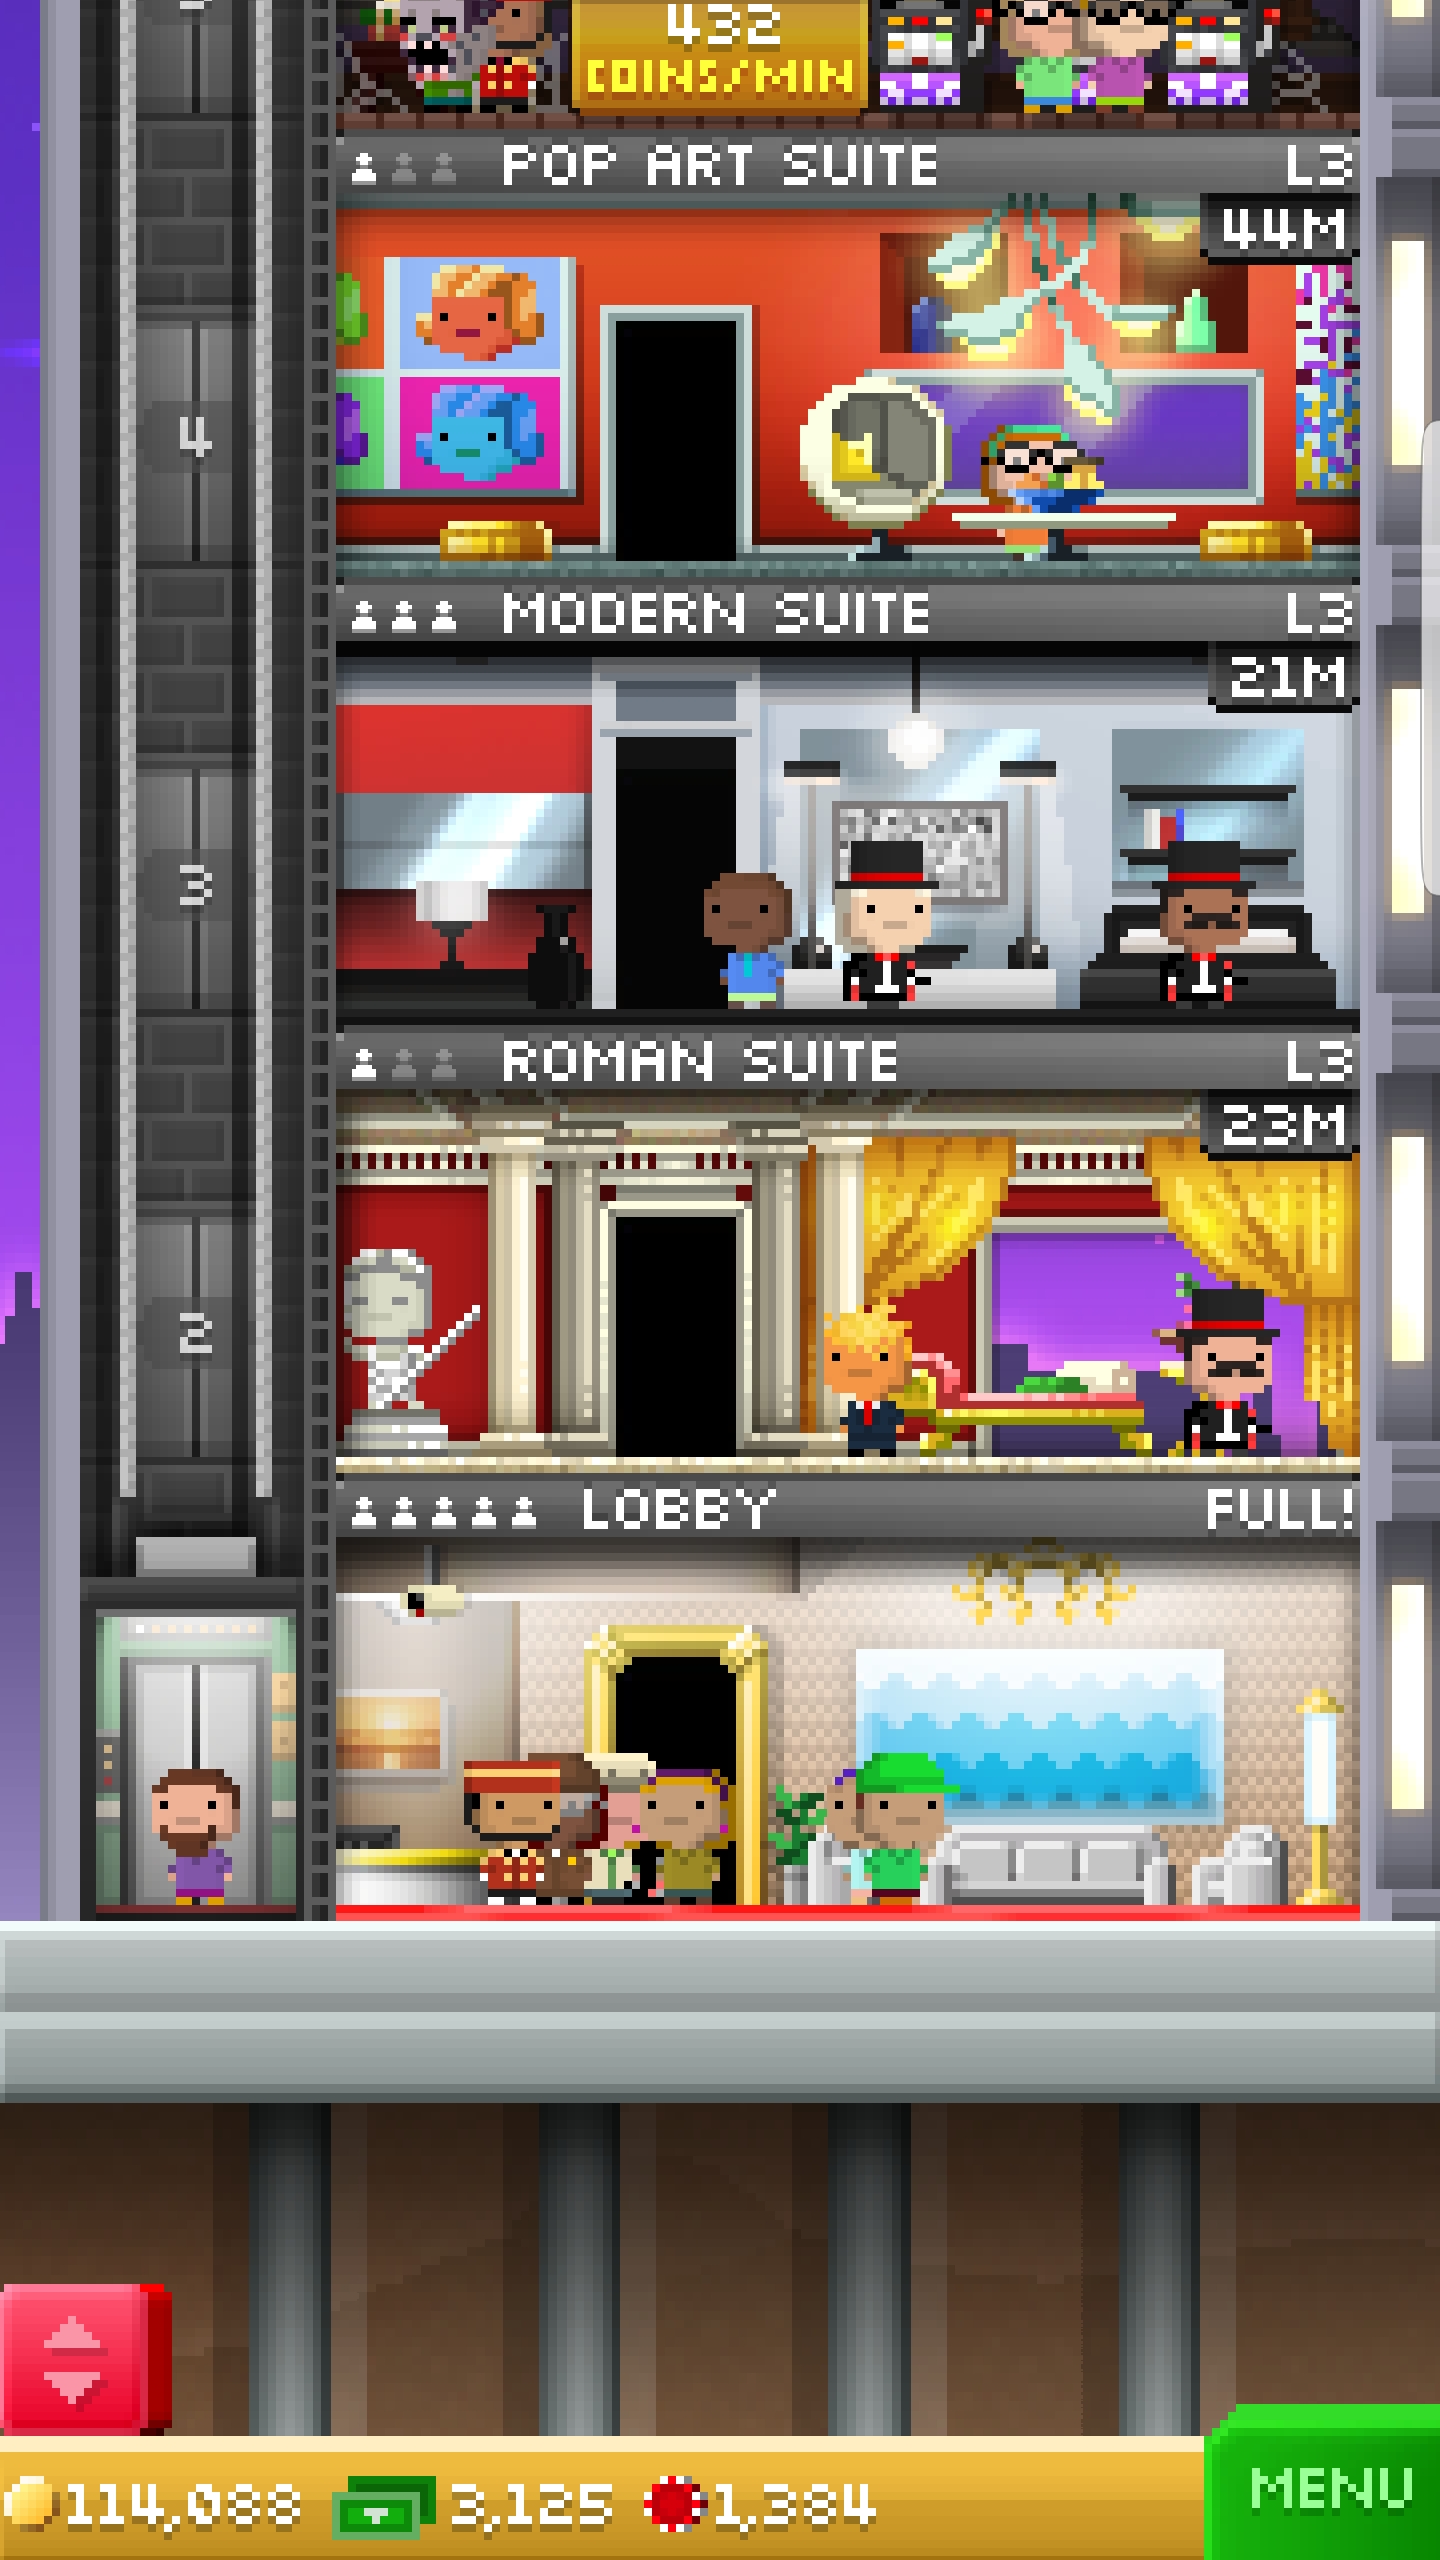 432
COINS/MIN
POP ART SUITE L3
44M
4
MODERN SUITE L3
21M
3
ROMAN SUITE L3
23M
2
LOBBY FULL!
114,088 3,125 1,384
MENU